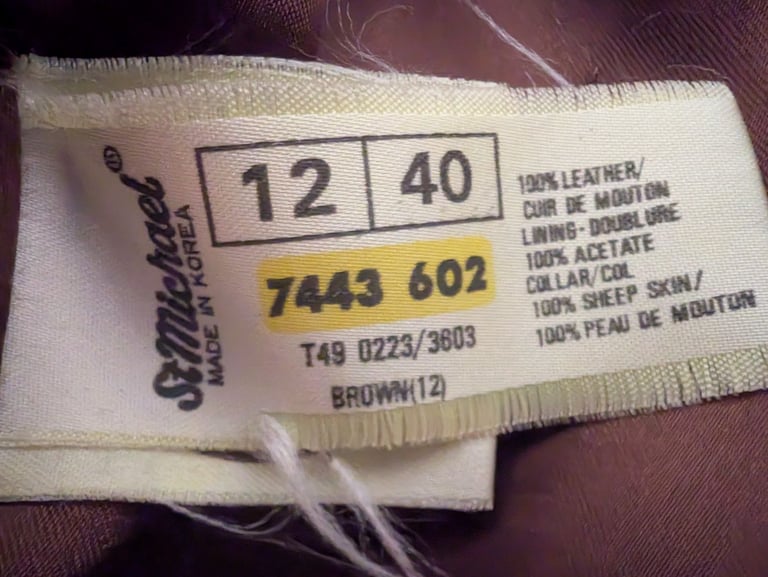 St Michael®
MADE IN KOREA
12 40
7443 602
T49 0223/3603
BROWN(12)
100% LEATHER/
CUIR DE MOUTON
LINING-DOUBLURE
100% ACETATE
COLLAR/COL
100% SHEEP SKIN/
100% PEAU DE MOUTON